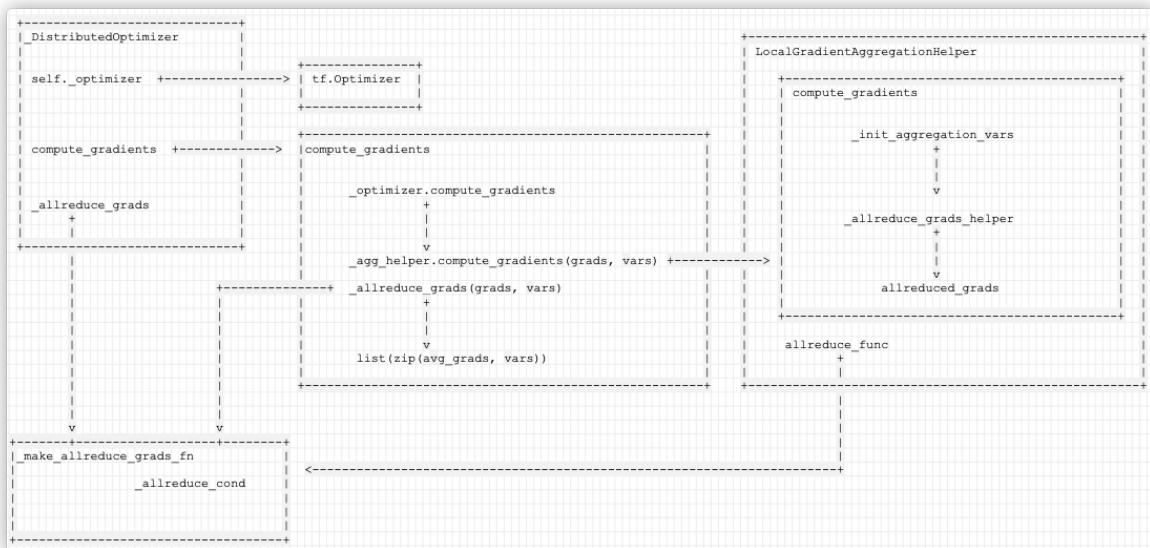 _DistributedOptimizer
self._optimizer
tf.Optimizer
compute_gradients
_allreduce_grads
compute_gradients
_optimizer.compute_gradients
_agg_helper.compute_gradients(grads, vars)
_allreduce_grads(grads, vars)
list(zip(avg_grads, vars))
LocalGradientAggregationHelper
compute_gradients
_init_aggregation_vars
_allreduce_grads_helper
allreduced_grads
allreduce_func
_make_allreduce_grads_fn
_allreduce_cond